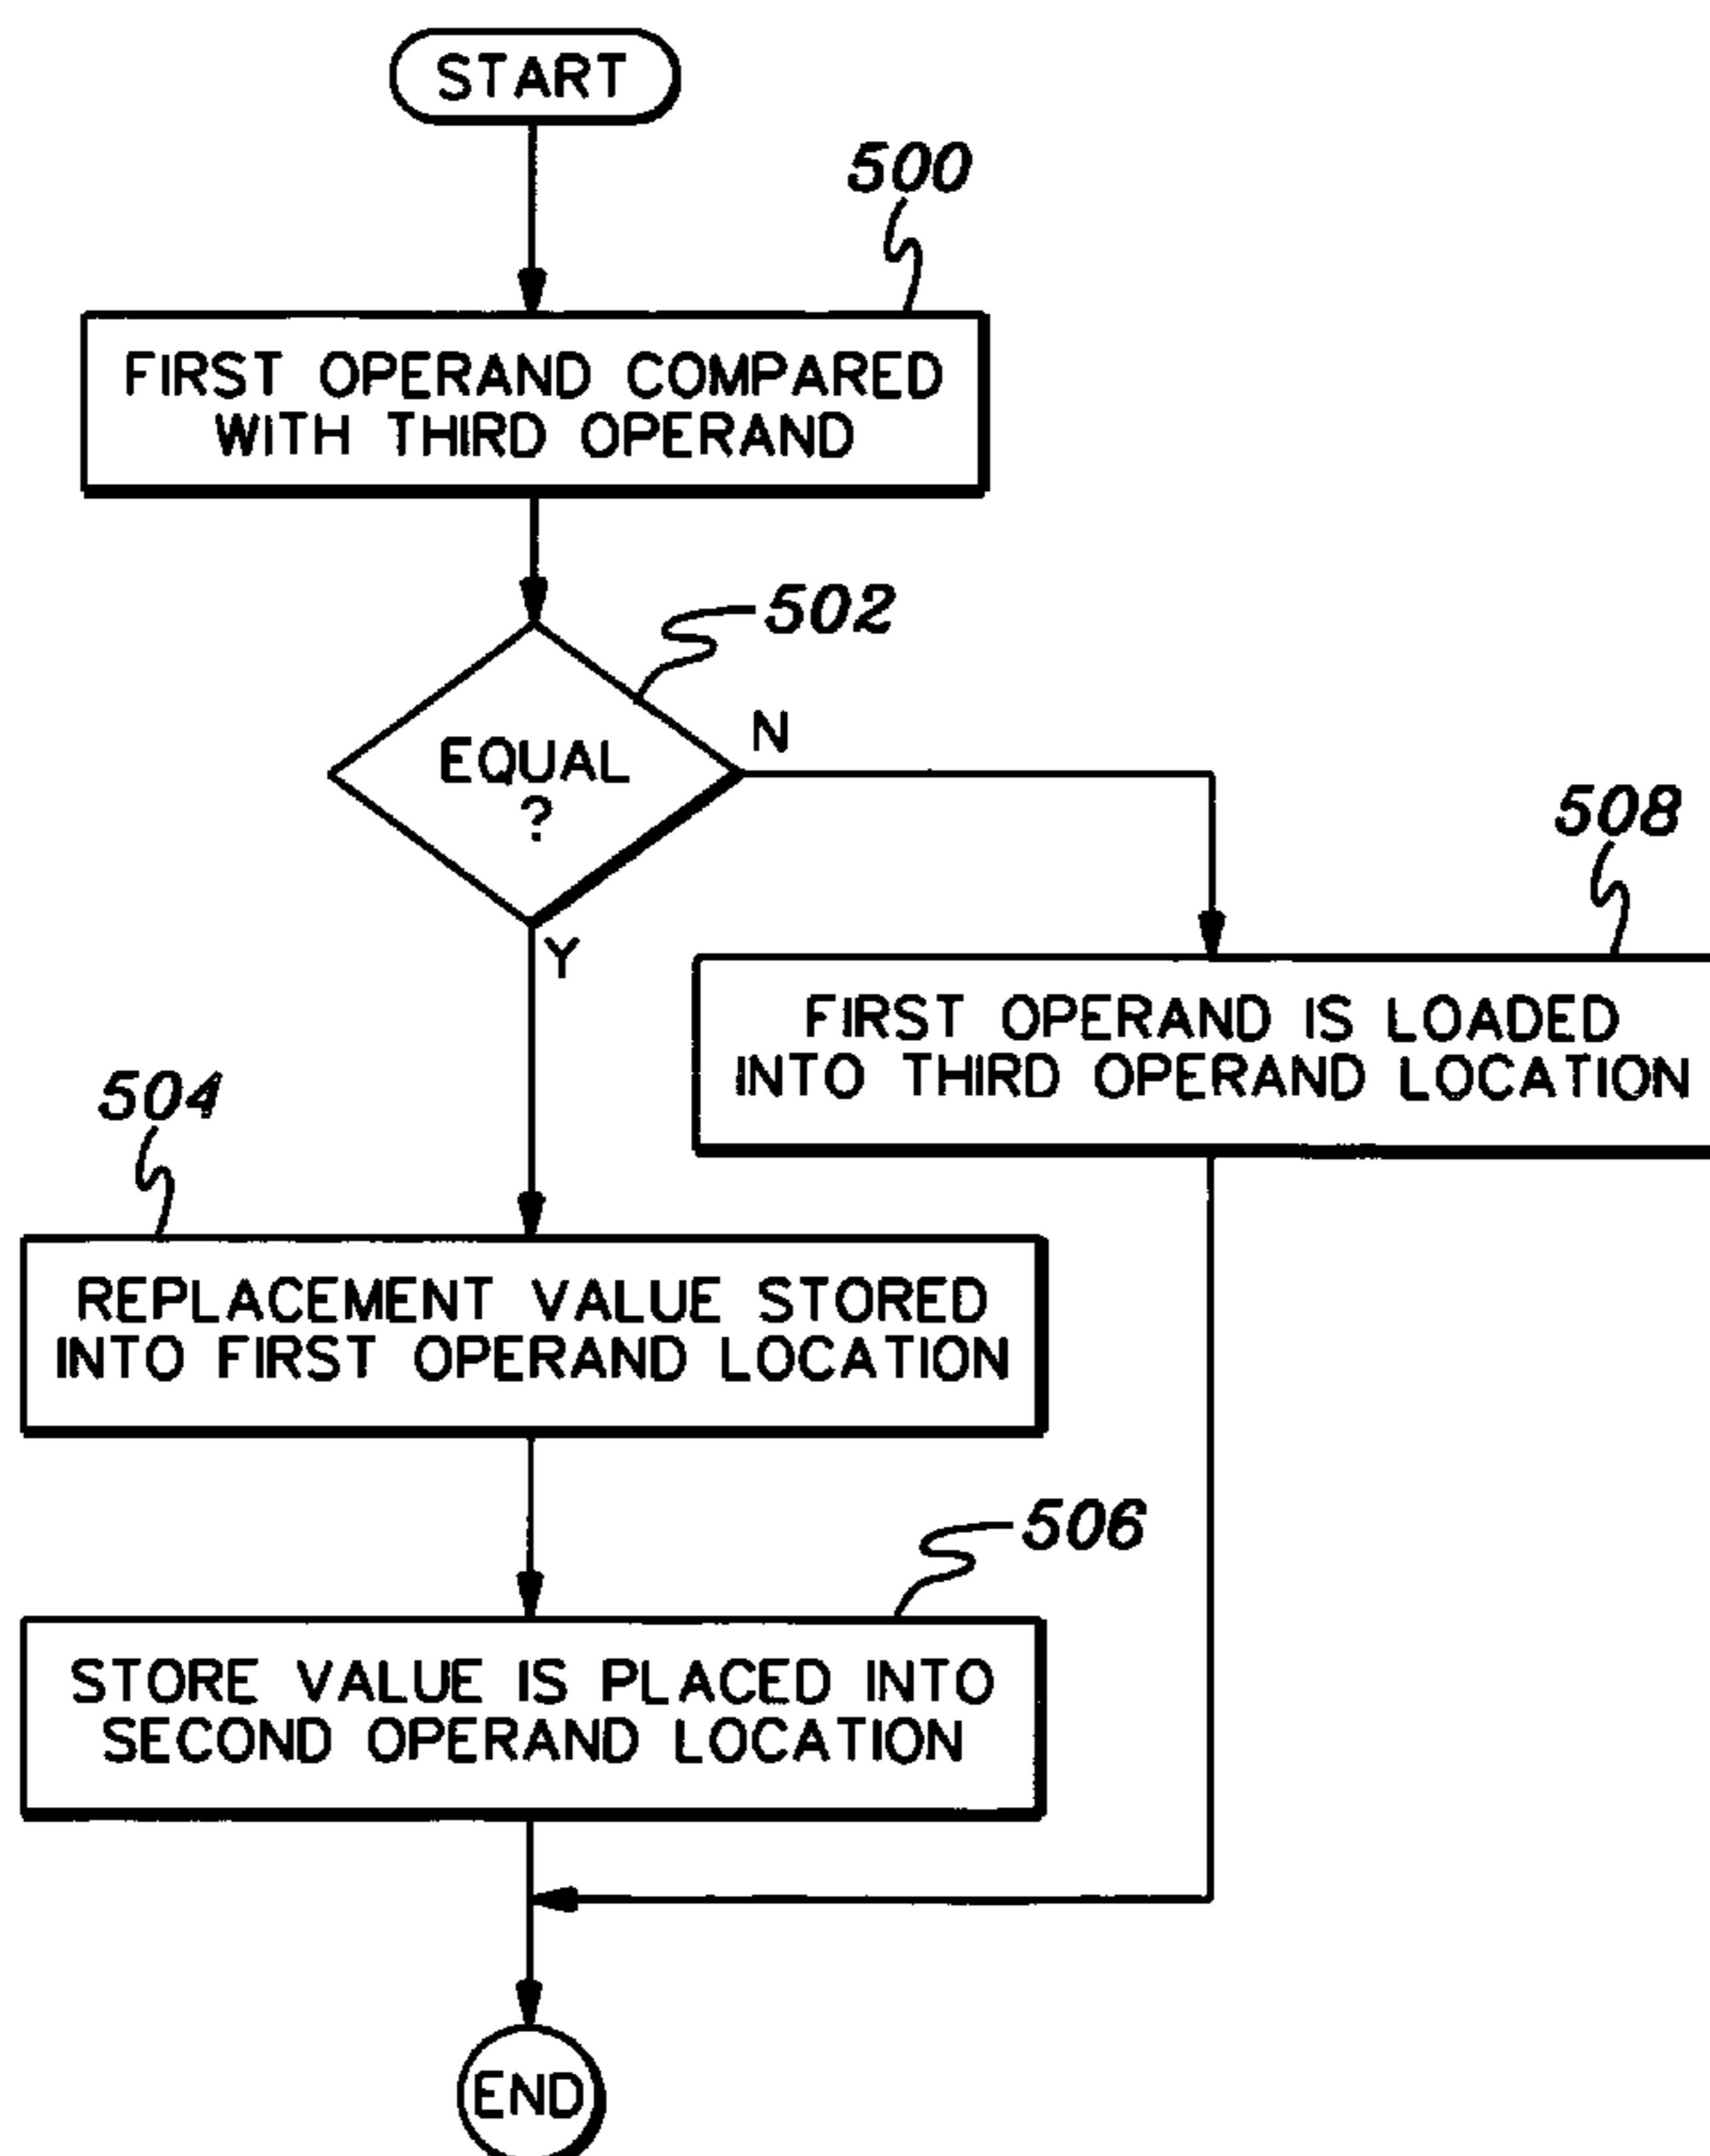 START
500
FIRST OPERAND COMPARED
WITH THIRD OPERAND
502
EQUAL
?
N
Y
508
FIRST OPERAND IS LOADED
INTO THIRD OPERAND LOCATION
504
REPLACEMENT VALUE STORED
INTO FIRST OPERAND LOCATION
506
STORE VALUE IS PLACED INTO
SECOND OPERAND LOCATION
END